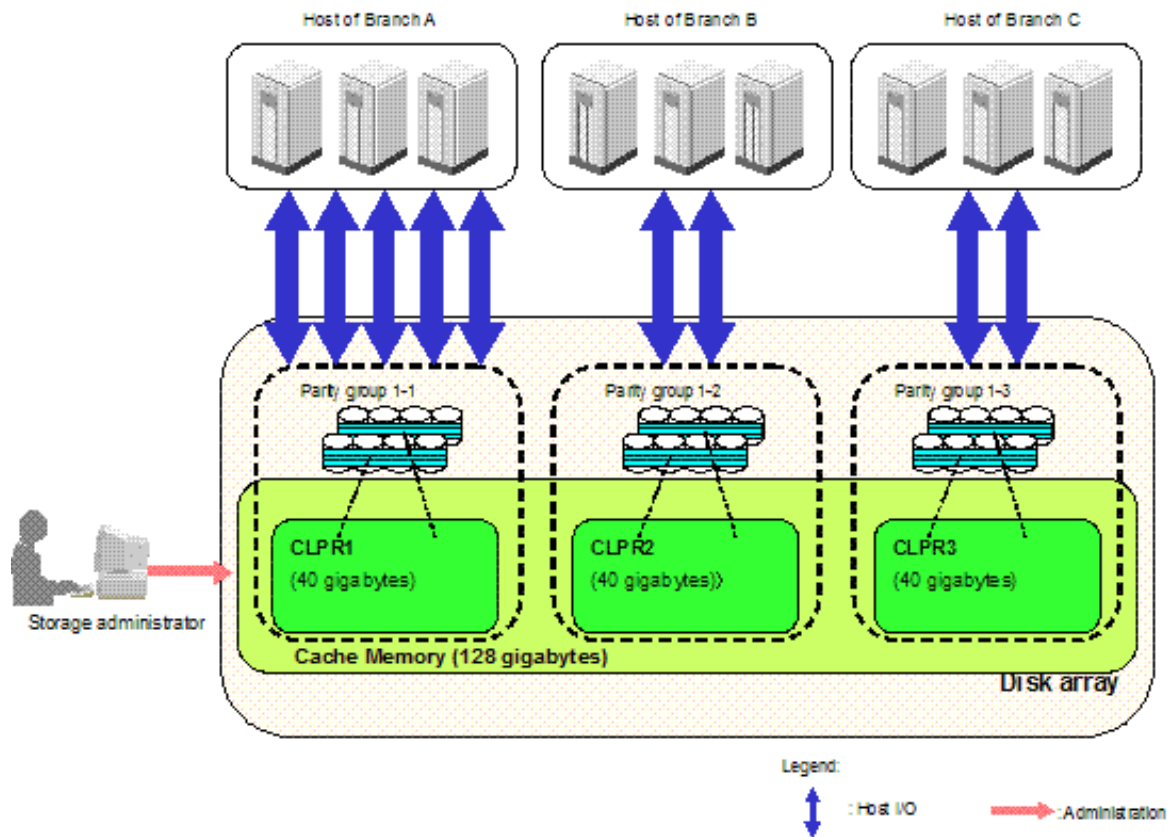 Host of Branch A
Host of Branch B
Host of Branch C
Parity group 1-1
Parity group 1-2
Parity group 1-3
CLPR1
(40 gigabytes)
CLPR2
(40 gigabytes))
CLPR3
(40 gigabytes)
Storage administrator
Cache Memory (128 gigabytes)
Disk array
Legend:
: Host I/O
: Administration